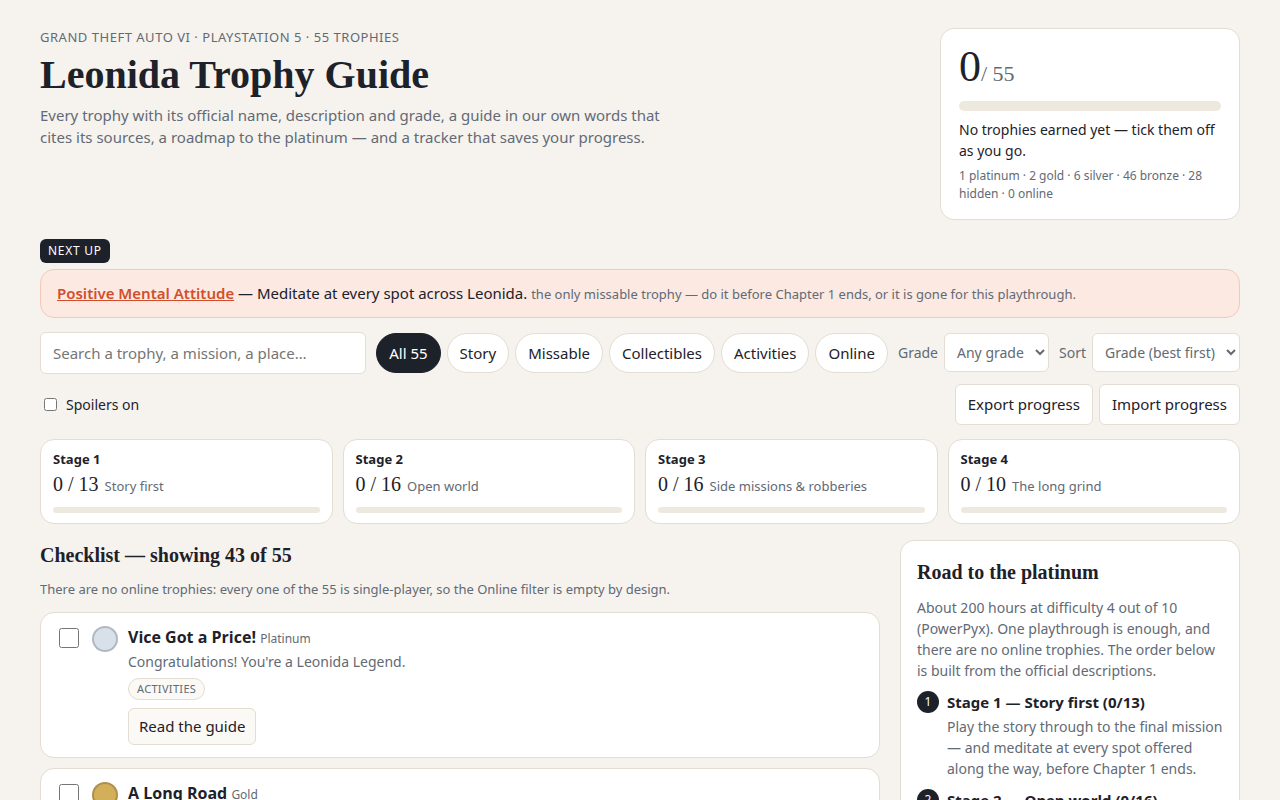 GRAND THEFT AUTO VI · PLAYSTATION 5 · 55 TROPHIES
Leonida Trophy Guide
Every trophy with its official name, description and grade, a guide in our own words that
cites its sources, a roadmap to the platinum — and a tracker that saves your progress.
0/ 55
No trophies earned yet — tick them off
as you go.
1 platinum · 2 gold · 6 silver · 46 bronze · 28
hidden · 0 online
NEXT UP
Positive Mental Attitude — Meditate at every spot across Leonida. the only missable trophy — do it before Chapter 1 ends, or it is gone for this playthrough.
Search a trophy, a mission, a place...
All 55
Story
Missable
Collectibles
Activities
Online
Grade
Any grade
Sort
Grade (best first)
Spoilers on
Export progress
Import progress
Stage 1
0 / 13 Story first
Stage 2
0 / 16 Open world
Stage 3
0 / 16 Side missions & robberies
Stage 4
0 / 10 The long grind
Checklist — showing 43 of 55
There are no online trophies: every one of the 55 is single-player, so the Online filter is empty by design.
Vice Got a Price! Platinum
Congratulations! You're a Leonida Legend.
ACTIVITIES
Read the guide
A Long Road Gold
Road to the platinum
About 200 hours at difficulty 4 out of 10
(PowerPyx). One playthrough is enough, and
there are no online trophies. The order below
is built from the official descriptions.
1 Stage 1 — Story first (0/13)
Play the story through to the final mission
— and meditate at every spot offered
along the way, before Chapter 1 ends.
2 Stage 2 — Open world (0/16)